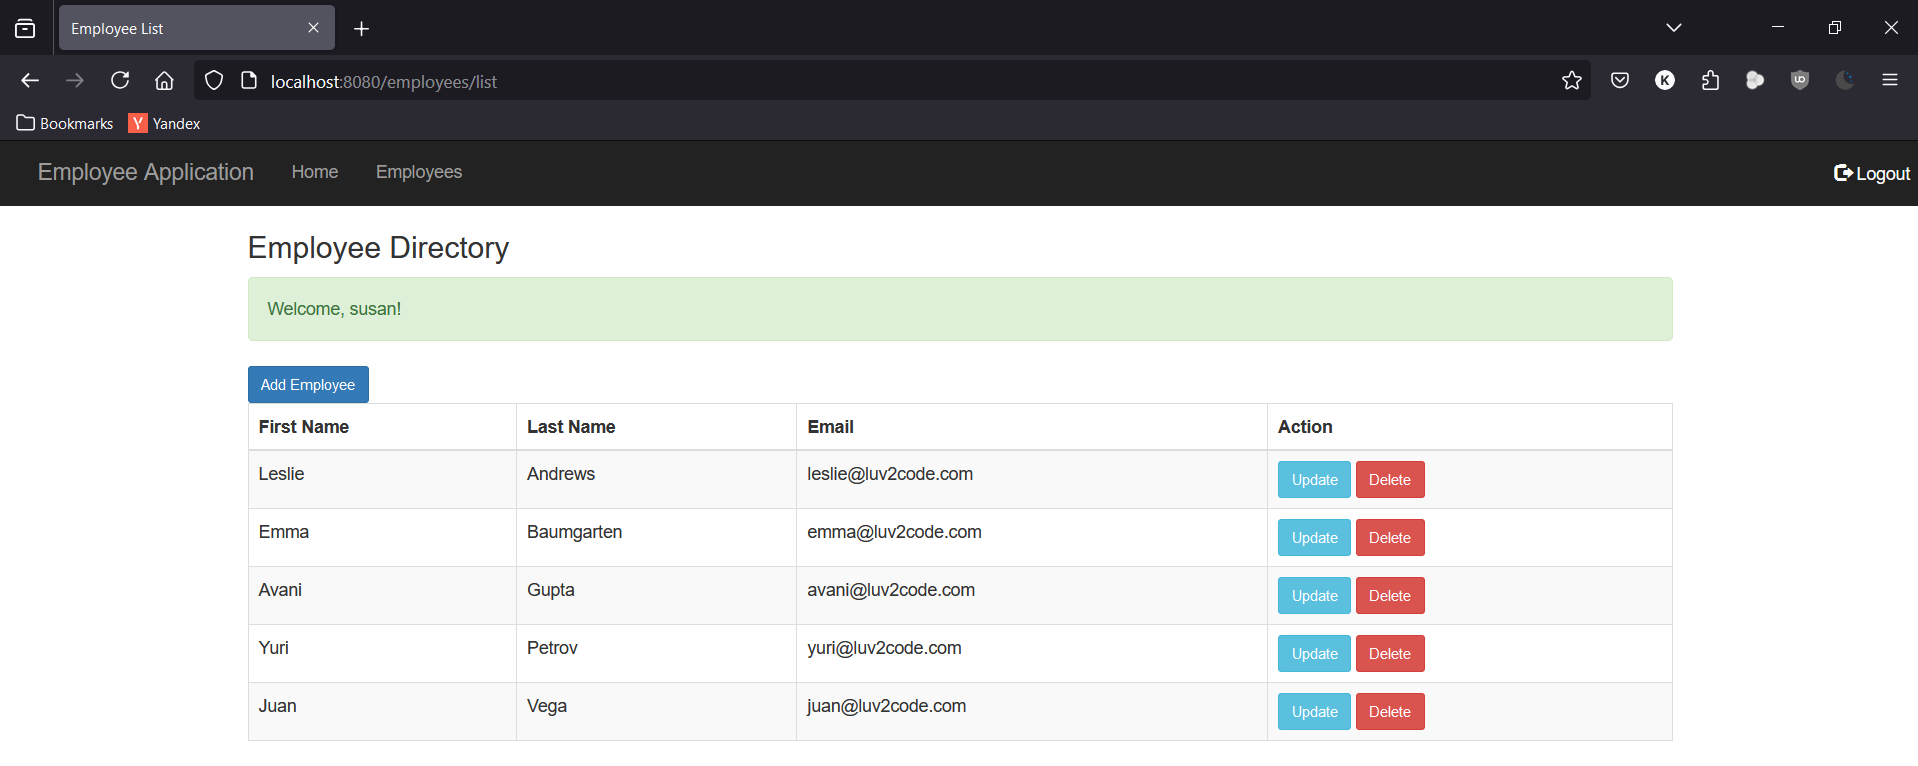 Employee List
localhost:8080/employees/list
Bookmarks Y Yandex
Employee Application Home Employees Logout
Employee Directory
Welcome, susan!
Add Employee
First Name Last Name Email Action
Leslie Andrews leslie@luv2code.com Update Delete
Emma Baumgarten emma@luv2code.com Update Delete
Avani Gupta avani@luv2code.com Update Delete
Yuri Petrov yuri@luv2code.com Update Delete
Juan Vega juan@luv2code.com Update Delete